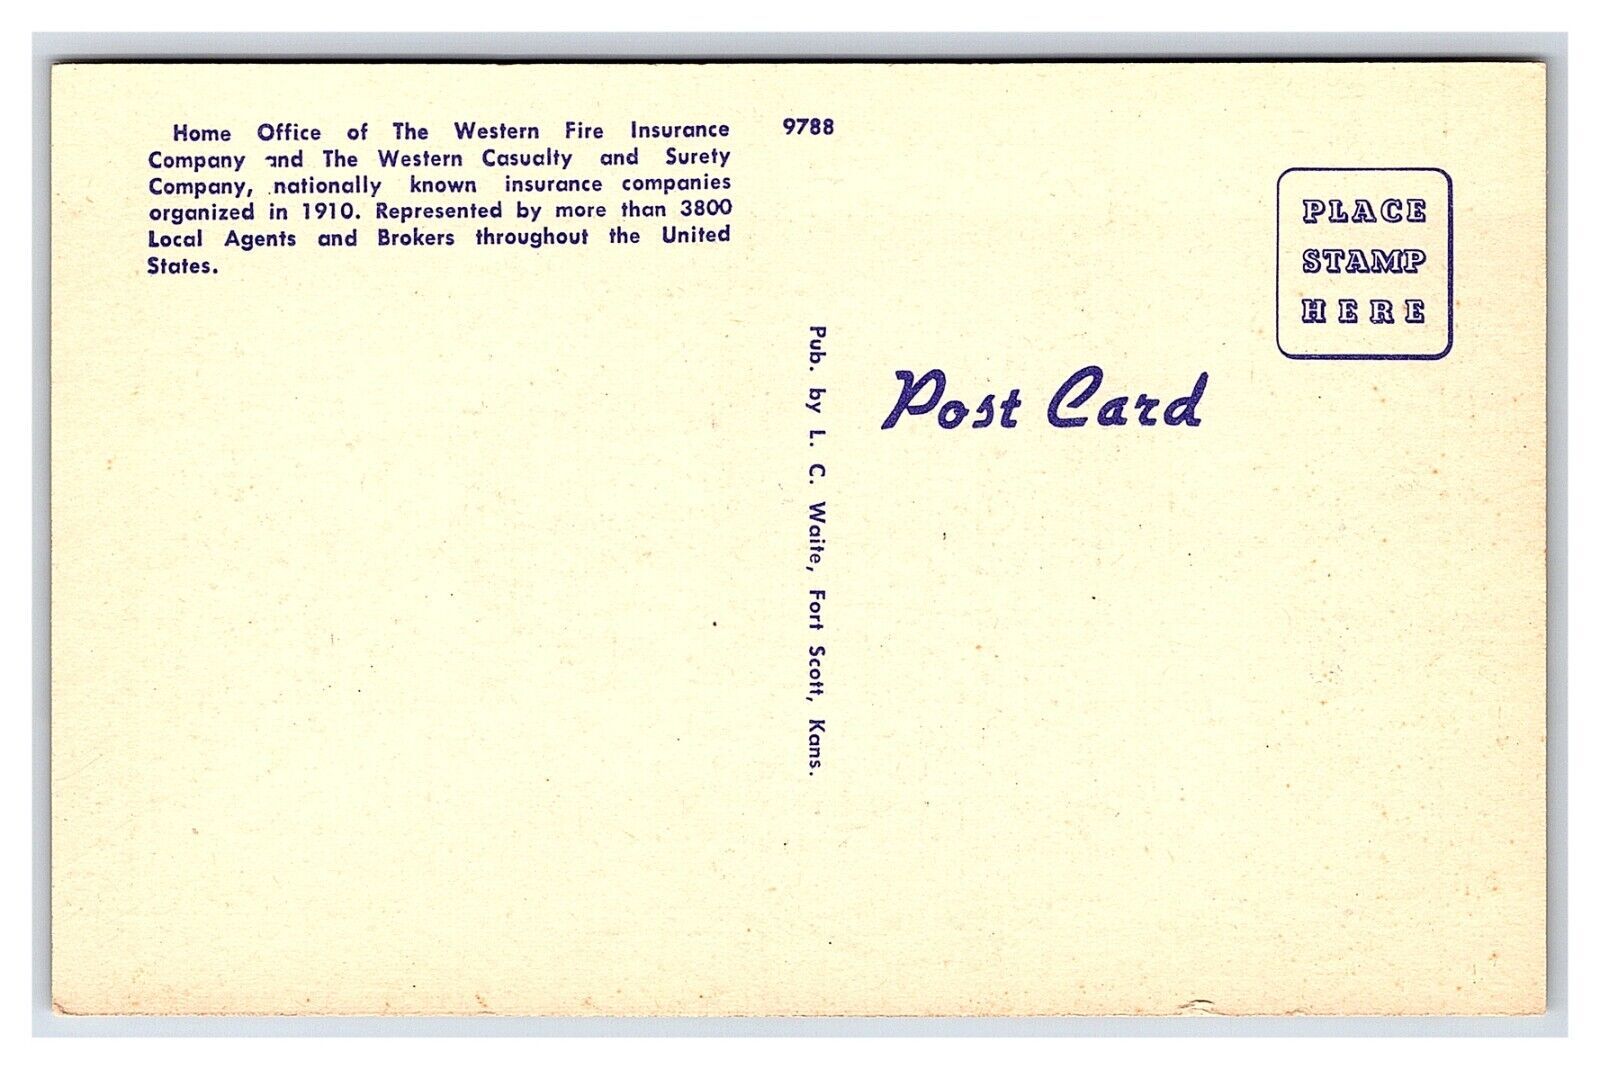 Home Office of The Western Fire Insurance
Company and The Western Casualty and Surety
Company, nationally known insurance companies
organized in 1910. Represented by more than 3800
Local Agents and Brokers throughout the United
States.
9788
PLACE
STAMP
HERE
Post Card
Pub. by L. C. Waite, Fort Scott, Kans.